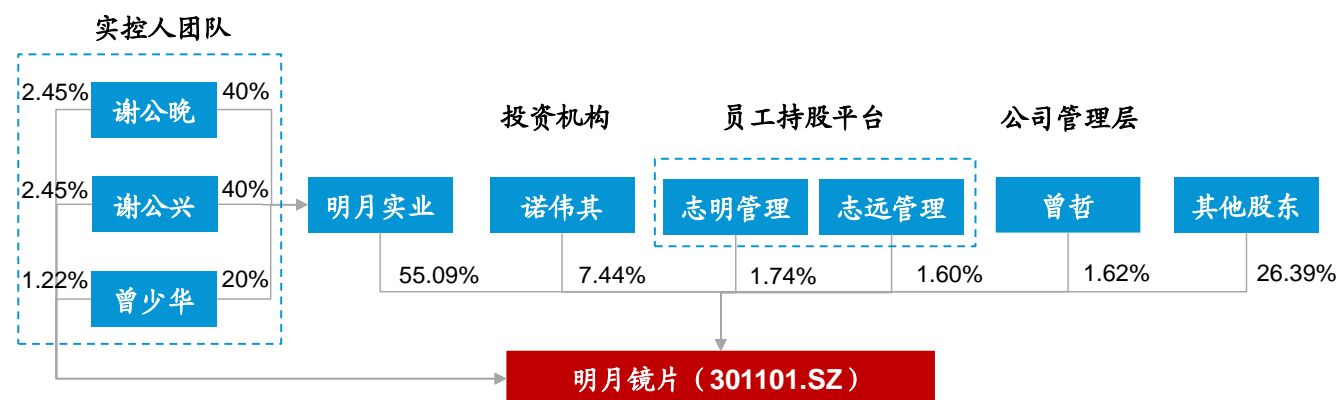 实控人团队
2.45%
谢公晚
40%
投资机构
员工持股平台
公司管理层
2.45%
谢公兴
40%
明月实业
诺伟其
志明管理
志远管理
曾哲
其他股东
1.22%
曾少华
20%
55.09%
7.44%
1.74%
1.60%
1.62%
26.39%
明月镜片（301101.SZ）